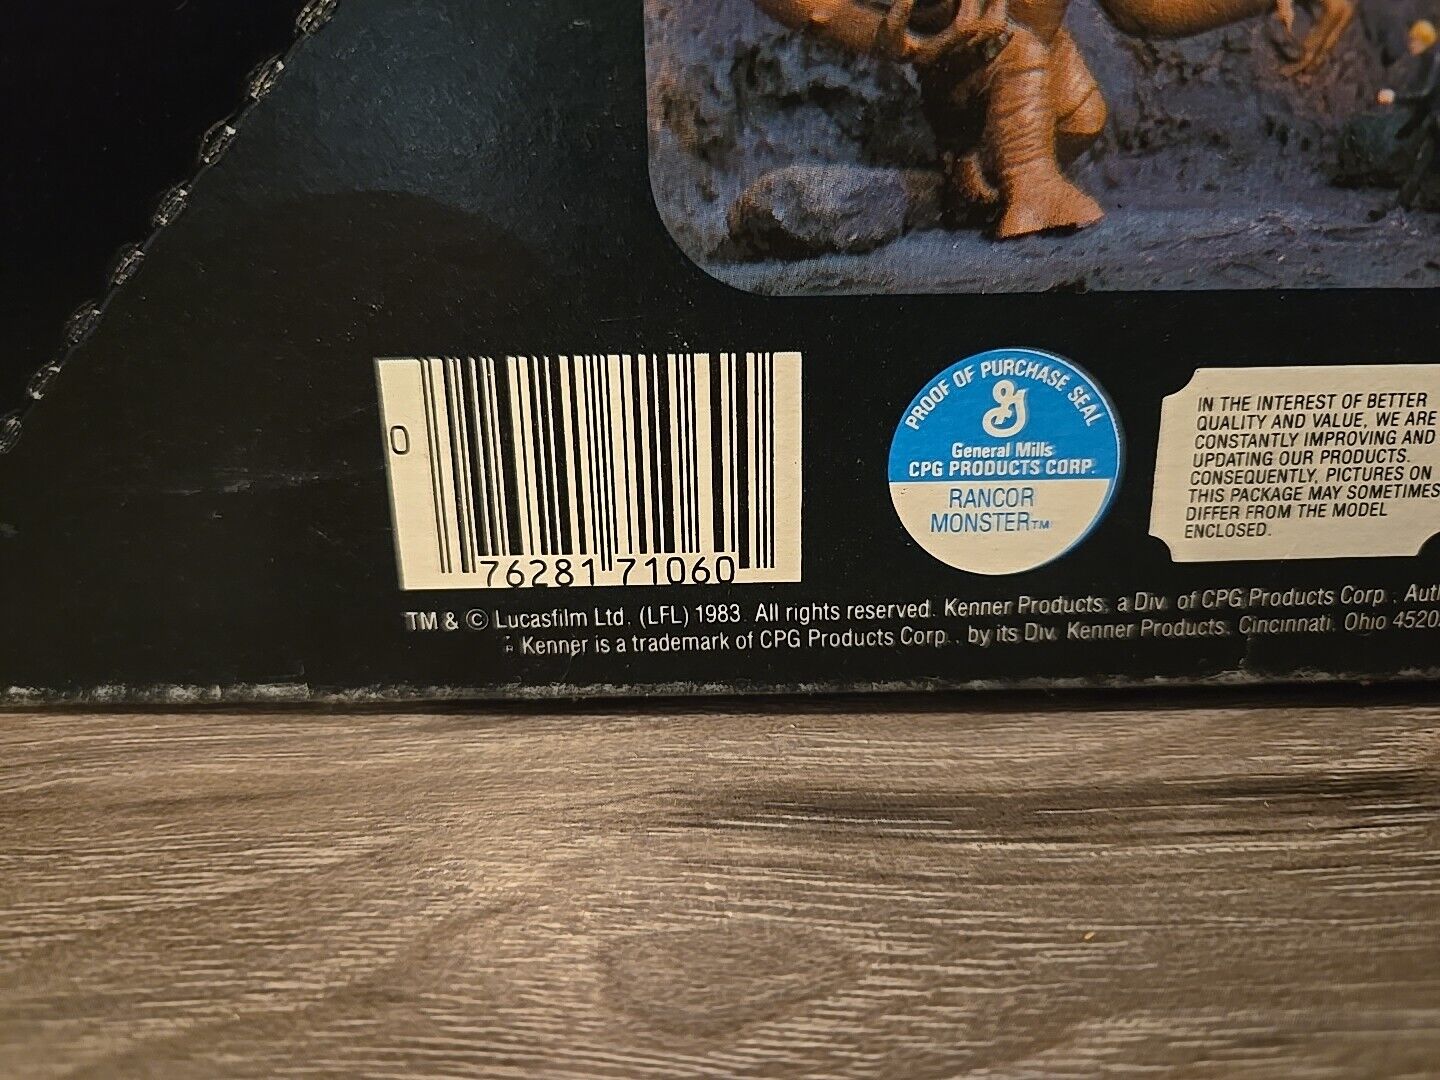 0
76281 71060
PROOF OF PURCHASE SEAL
General Mills
CPG PRODUCTS CORP.
RANCOR
MONSTER™
IN THE INTEREST OF BETTER
QUALITY AND VALUE, WE ARE
CONSTANTLY IMPROVING AND
UPDATING OUR PRODUCTS.
CONSEQUENTLY, PICTURES ON
THIS PACKAGE MAY SOMETIMES
DIFFER FROM THE MODEL
ENCLOSED.
TM & © Lucasfilm Ltd. (LFL) 1983. All rights reserved. Kenner Products, a Div. of CPG Products Corp.
® Kenner is a trademark of CPG Products Corp., by its Div. Kenner Products, Cincinnati, Ohio